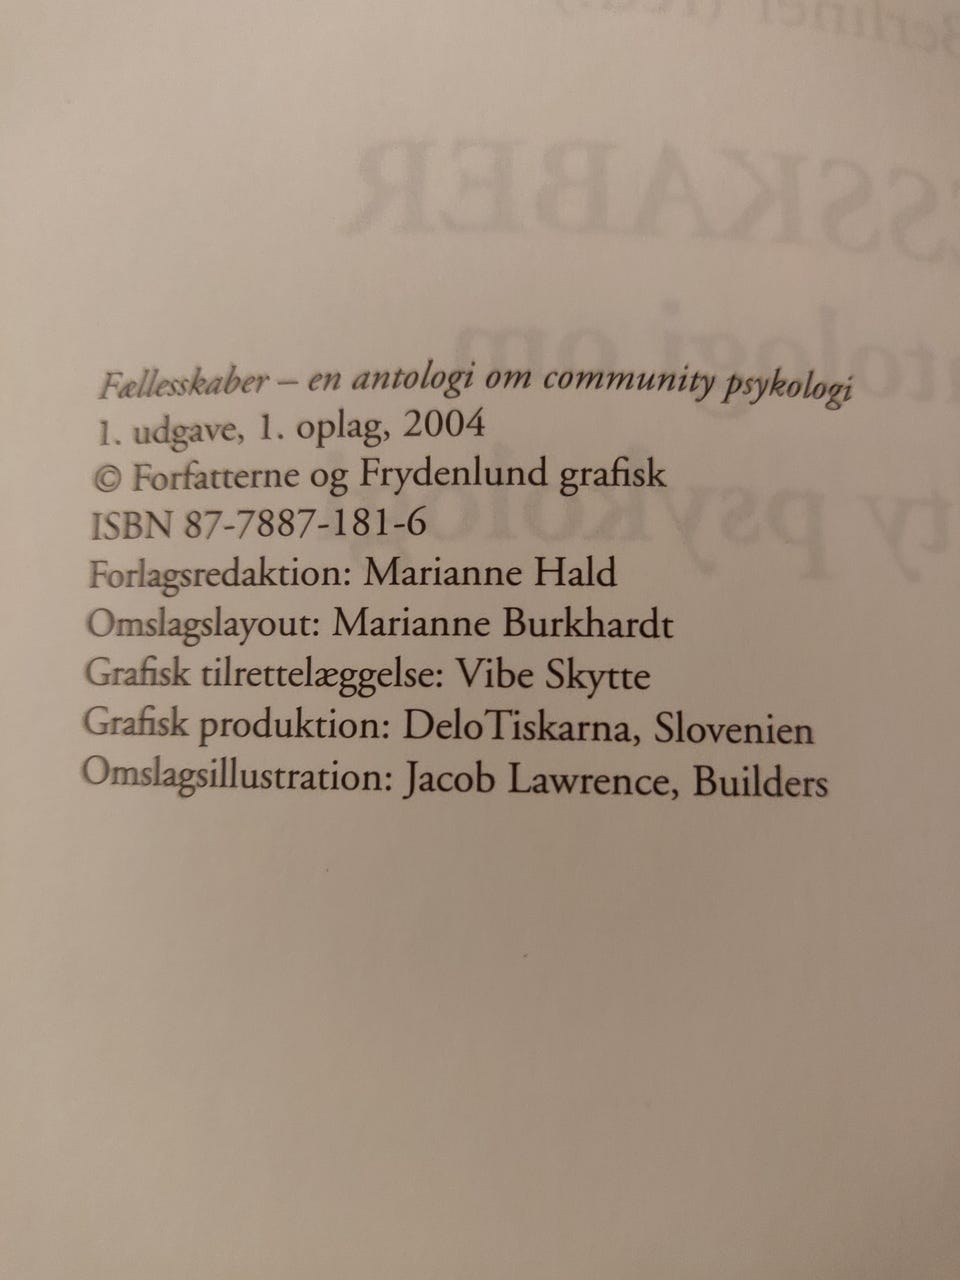 Fællesskaber – en antologi om community psykologi
1. udgave, 1. oplag, 2004
© Forfatterne og Frydenlund grafisk
ISBN 87-7887-181-6
Forlagsredaktion: Marianne Hald
Omslagslayout: Marianne Burkhardt
Grafisk tilrettelæggelse: Vibe Skytte
Grafisk produktion: DeloTiskarna, Slovenien
Omslagsillustration: Jacob Lawrence, Builders